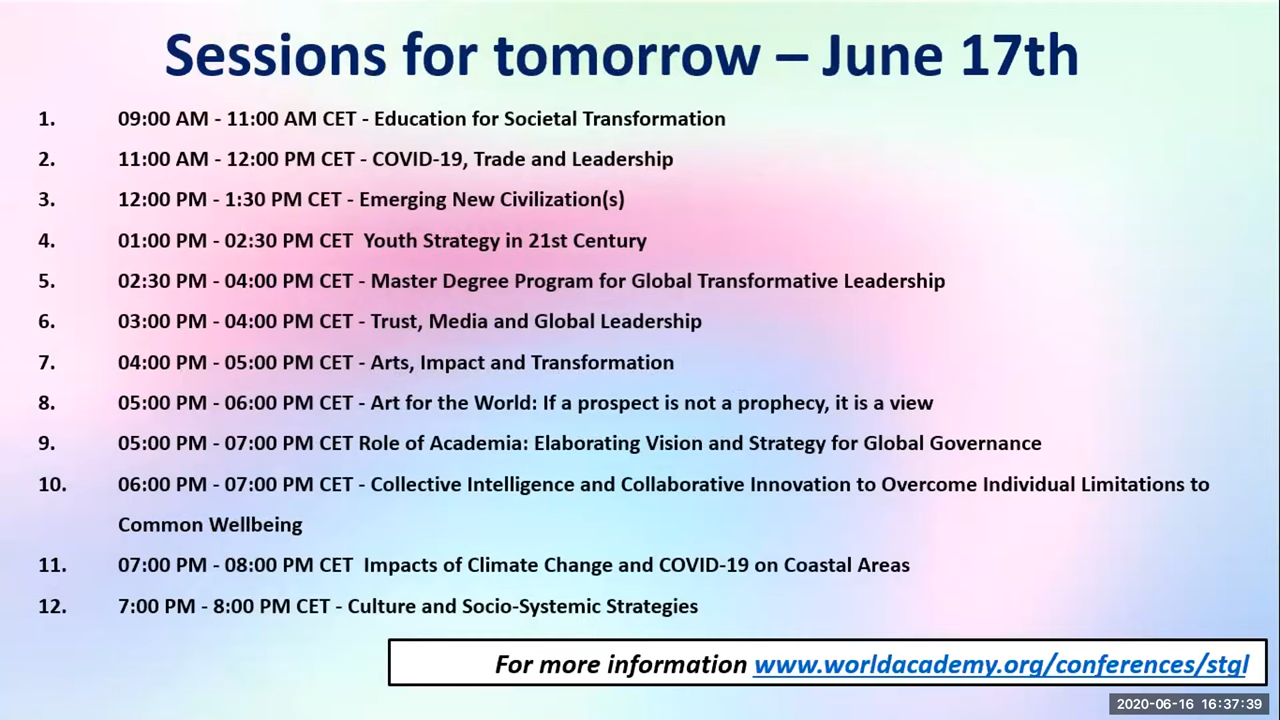 Sessions for tomorrow – June 17th
1. 09:00 AM - 11:00 AM CET - Education for Societal Transformation
2. 11:00 AM - 12:00 PM CET - COVID-19, Trade and Leadership
3. 12:00 PM - 1:30 PM CET - Emerging New Civilization(s)
4. 01:00 PM - 02:30 PM CET  Youth Strategy in 21st Century
5. 02:30 PM - 04:00 PM CET - Master Degree Program for Global Transformative Leadership
6. 03:00 PM - 04:00 PM CET - Trust, Media and Global Leadership
7. 04:00 PM - 05:00 PM CET - Arts, Impact and Transformation
8. 05:00 PM - 06:00 PM CET - Art for the World: If a prospect is not a prophecy, it is a view
9. 05:00 PM - 07:00 PM CET Role of Academia: Elaborating Vision and Strategy for Global Governance
10. 06:00 PM - 07:00 PM CET - Collective Intelligence and Collaborative Innovation to Overcome Individual Limitations to
Common Wellbeing
11. 07:00 PM - 08:00 PM CET  Impacts of Climate Change and COVID-19 on Coastal Areas
12. 7:00 PM - 8:00 PM CET - Culture and Socio-Systemic Strategies
For more information www.worldacademy.org/conferences/stgl
2020-06-16 16:37:39